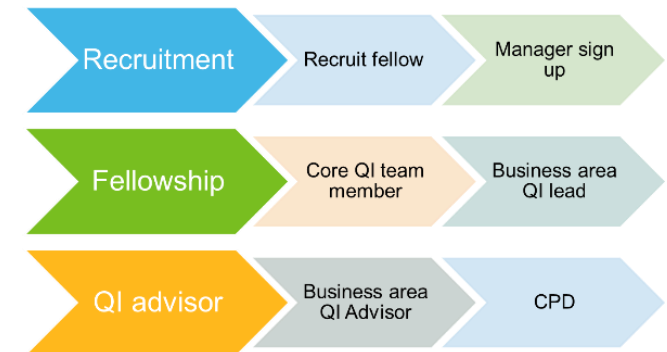 Recruitment
Recruit fellow
Manager sign
up
Fellowship
Core QI team
member
Business area
QI lead
QI advisor
Business area
QI Advisor
CPD